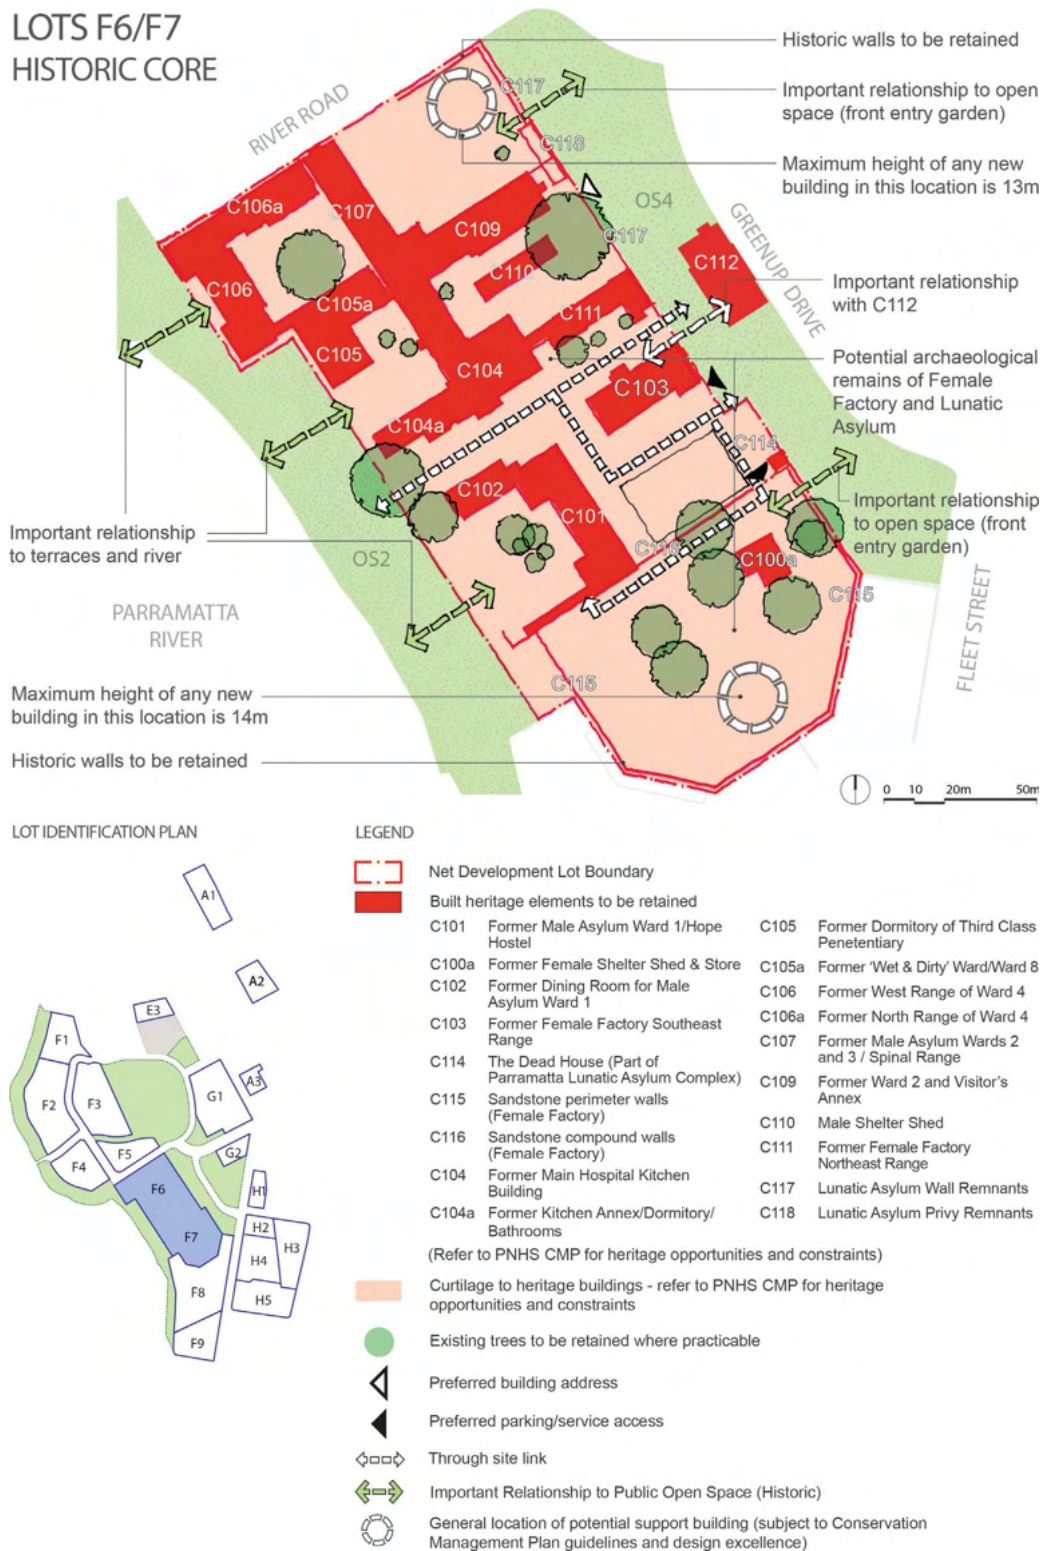 LOTS F6/F7
HISTORIC CORE
RIVER ROAD
Historic walls to be retained
Important relationship to open
space (front entry garden)
Maximum height of any new
building in this location is 13m
C117
C118
C106a
C107
C109
OS4
C117
GREENUP DRIVE
C112
C110
C106
C105a
C111
Important relationship
with C112
C105
C104
C103
Potential archaeological
remains of Female
Factory and Lunatic
Asylum
C104a
C114
C102
C101
Important relationship
to terraces and river
OS2
C116
C100a
Important relationship
to open space (front
entry garden)
C115
PARRAMATTA
RIVER
FLEET STREET
C115
Maximum height of any new
building in this location is 14m
Historic walls to be retained
0 10 20m 50m
LOT IDENTIFICATION PLAN
A1
A2
E3
F1
A3
G1
F2
F3
F5
G2
F4
F6
H1
H2
H3
F7
H4
F8
H5
F9
LEGEND
Net Development Lot Boundary
Built heritage elements to be retained
C101 Former Male Asylum Ward 1/Hope
Hostel
C100a Former Female Shelter Shed & Store
C102 Former Dining Room for Male
Asylum Ward 1
C103 Former Female Factory Southeast
Range
C114 The Dead House (Part of
Parramatta Lunatic Asylum Complex)
C115 Sandstone perimeter walls
(Female Factory)
C116 Sandstone compound walls
(Female Factory)
C104 Former Main Hospital Kitchen
Building
C104a Former Kitchen Annex/Dormitory/
Bathrooms
C105 Former Dormitory of Third Class
Penetentiary
C105a Former ‘Wet & Dirty’ Ward/Ward 8
C106 Former West Range of Ward 4
C106a Former North Range of Ward 4
C107 Former Male Asylum Wards 2
and 3 / Spinal Range
C109 Former Ward 2 and Visitor’s
Annex
C110 Male Shelter Shed
C111 Former Female Factory
Northeast Range
C117 Lunatic Asylum Wall Remnants
C118 Lunatic Asylum Privy Remnants
(Refer to PNHS CMP for heritage opportunities and constraints)
Curtilage to heritage buildings - refer to PNHS CMP for heritage
opportunities and constraints
Existing trees to be retained where practicable
Preferred building address
Preferred parking/service access
Through site link
Important Relationship to Public Open Space (Historic)
General location of potential support building (subject to Conservation
Management Plan guidelines and design excellence)